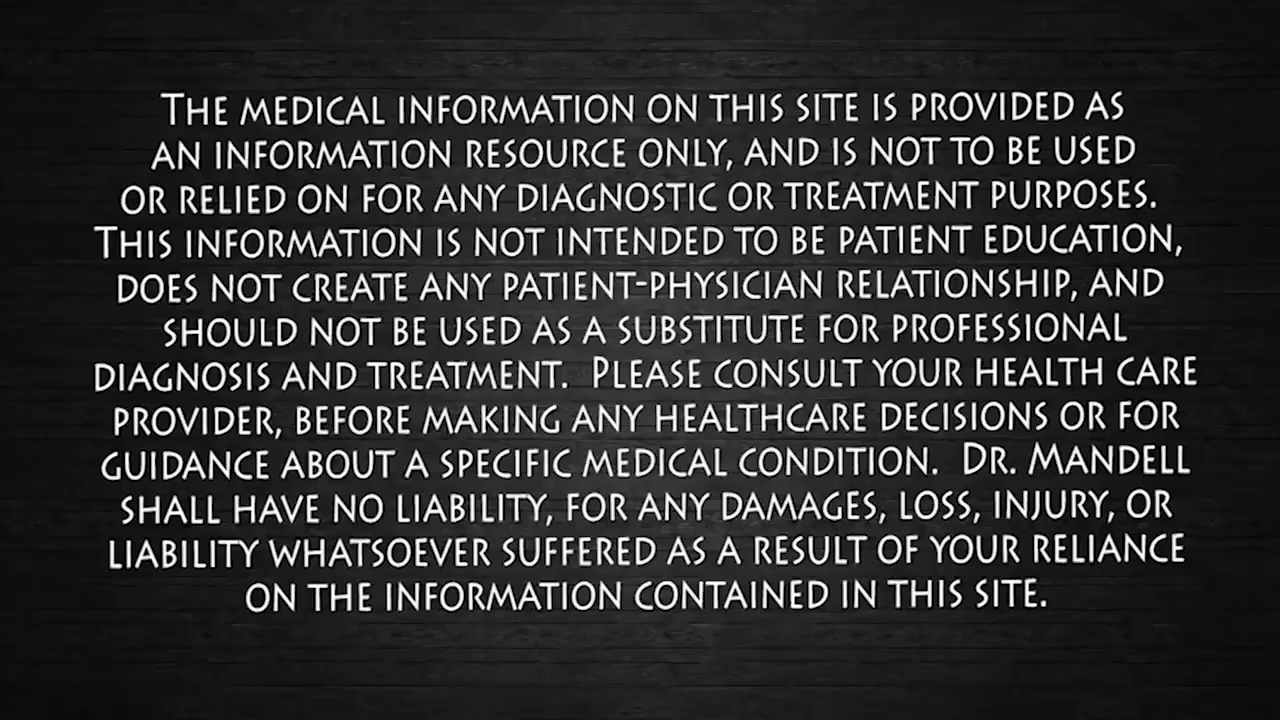 THE MEDICAL INFORMATION ON THIS SITE IS PROVIDED AS
AN INFORMATION RESOURCE ONLY, AND IS NOT TO BE USED
OR RELIED ON FOR ANY DIAGNOSTIC OR TREATMENT PURPOSES.
THIS INFORMATION IS NOT INTENDED TO BE PATIENT EDUCATION,
DOES NOT CREATE ANY PATIENT-PHYSICIAN RELATIONSHIP, AND
SHOULD NOT BE USED AS A SUBSTITUTE FOR PROFESSIONAL
DIAGNOSIS AND TREATMENT. PLEASE CONSULT YOUR HEALTH CARE
PROVIDER, BEFORE MAKING ANY HEALTHCARE DECISIONS OR FOR
GUIDANCE ABOUT A SPECIFIC MEDICAL CONDITION. DR. MANDELL
SHALL HAVE NO LIABILITY, FOR ANY DAMAGES, LOSS, INJURY, OR
LIABILITY WHATSOEVER SUFFERED AS A RESULT OF YOUR RELIANCE
ON THE INFORMATION CONTAINED IN THIS SITE.